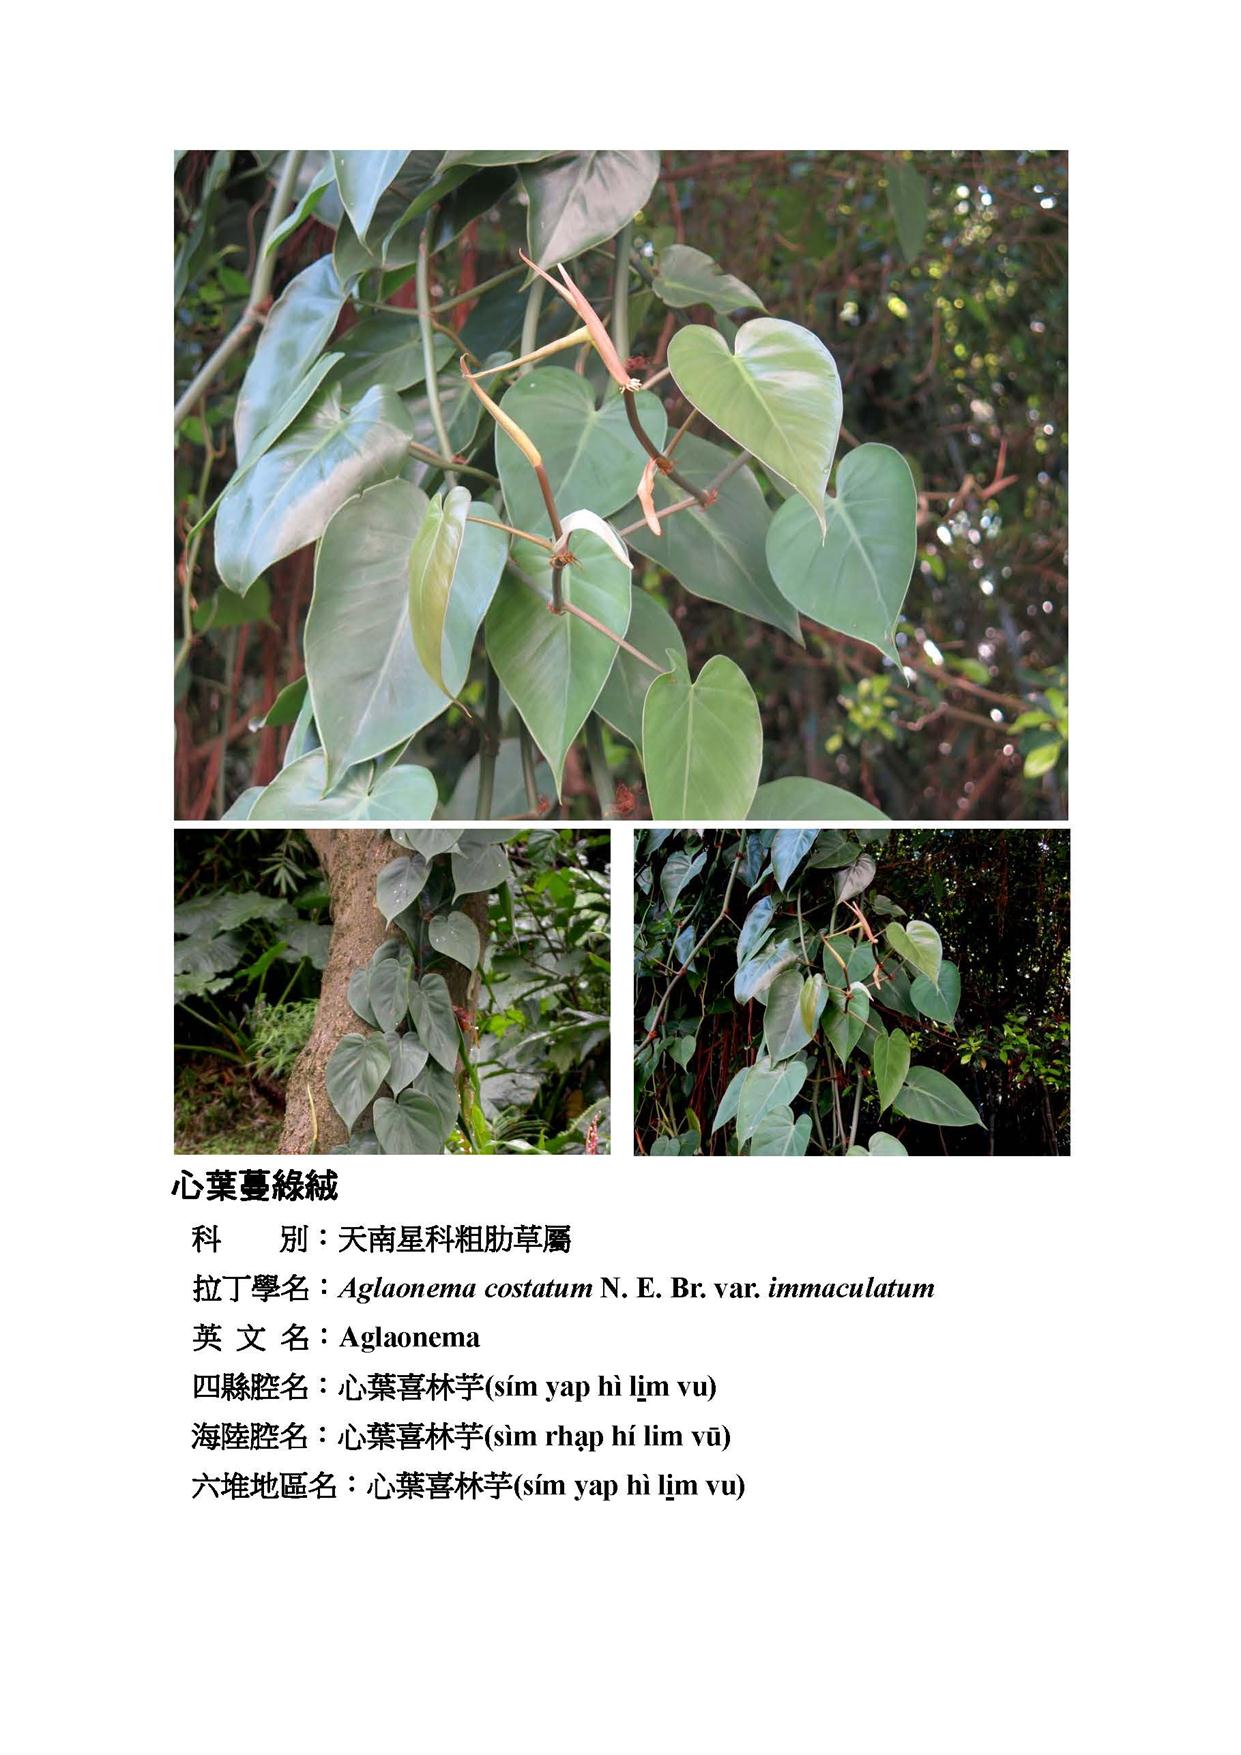 心葉蔓綠絨
科　　別：天南星科粗肋草屬
拉丁學名：Aglaonema costatum N. E. Br. var. immaculatum
英 文 名：Aglaonema
四縣腔名：心葉喜林芋(sím yap hì li̱m vu)
海陸腔名：心葉喜林芋(sìm rha̱p hí lim vū)
六堆地區名：心葉喜林芋(sím yap hì li̱m vu)